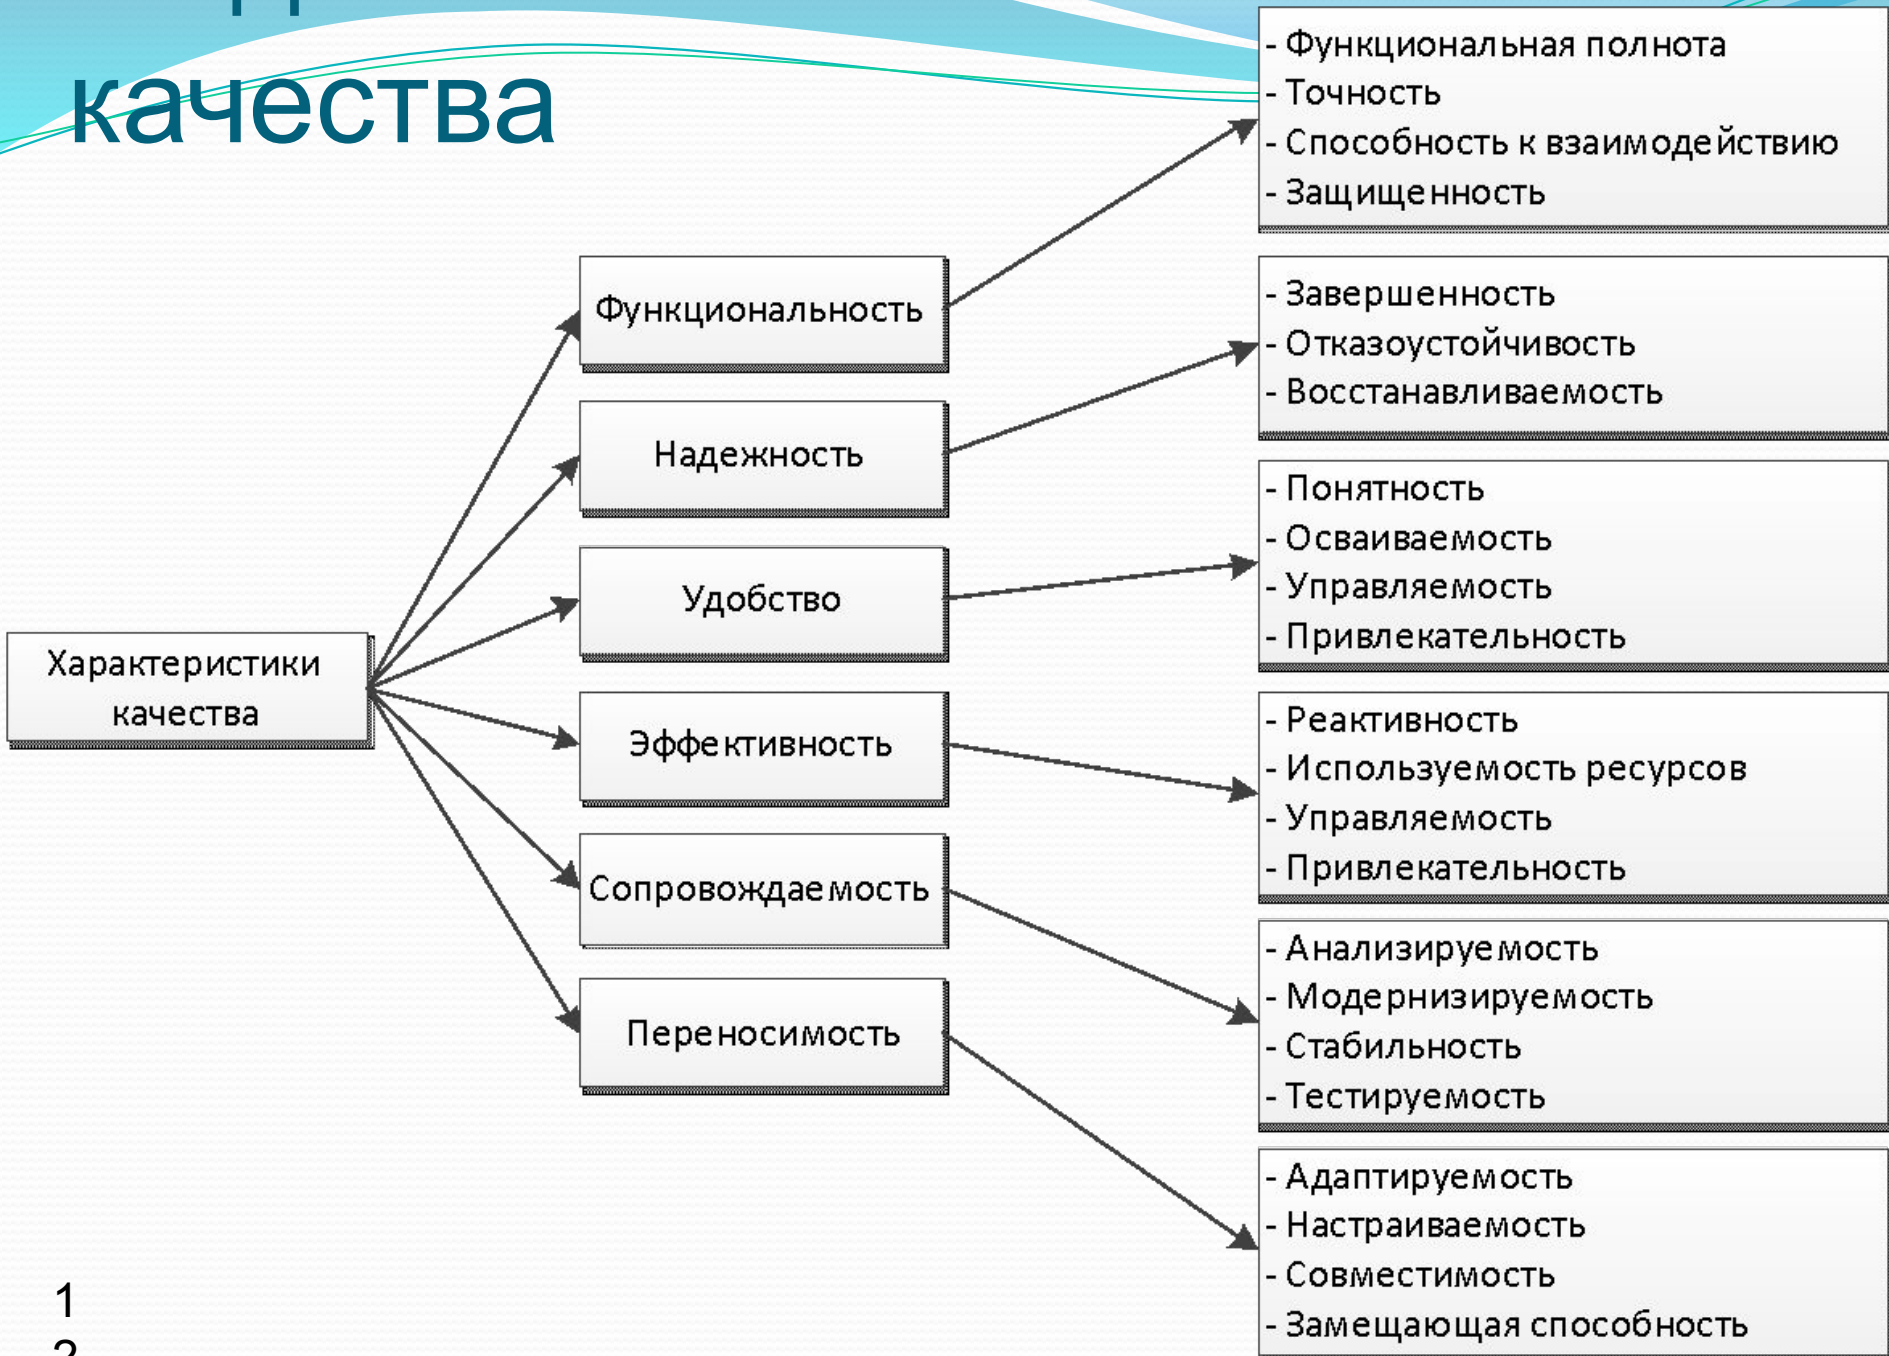 качества
- Функциональная полнота
- Точность
- Способность к взаимодействию
- Защищенность
Функциональность
- Завершенность
- Отказоустойчивость
- Восстанавливаемость
Надежность
- Понятность
- Осваиваемость
- Управляемость
- Привлекательность
Удобство
Характеристики
качества
- Реактивность
- Используемость ресурсов
- Управляемость
- Привлекательность
Эффективность
Сопровождаемость
- Анализируемость
- Модернизируемость
- Стабильность
- Тестируемость
Переносимость
- Адаптируемость
- Настраиваемость
- Совместимость
- Замещающая способность
1